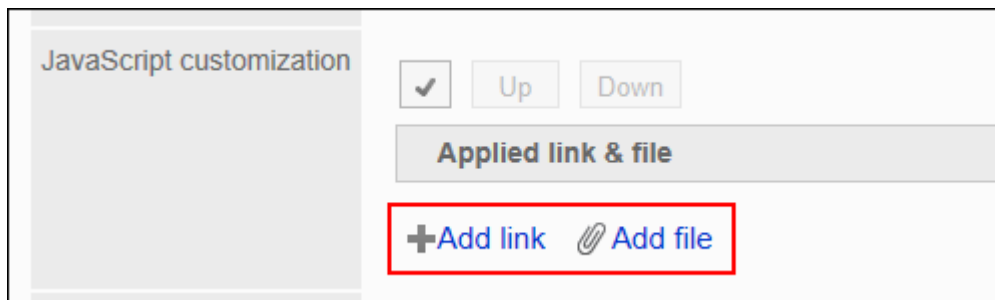 JavaScript customization
Up Down
Applied link & file
Add link Add file